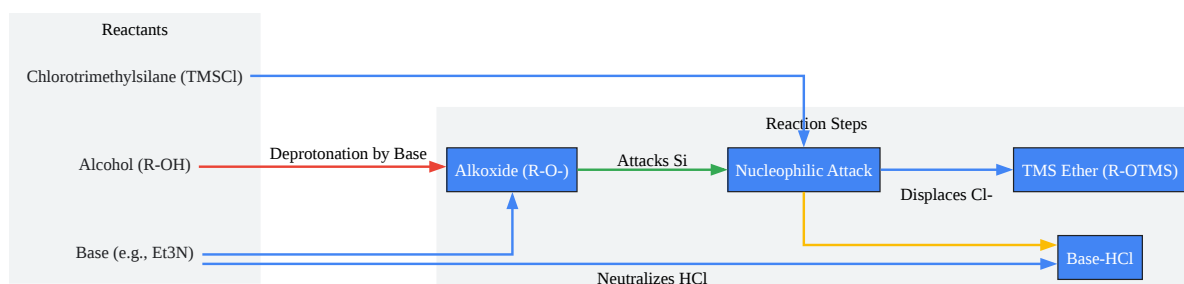 Reactants
Chlorotrimethylsilane (TMSCl)
Reaction Steps
Deprotonation by Base
Attacks Si
Alcohol (R-OH)
Alkoxide (R-O-)
Nucleophilic Attack
TMS Ether (R-OTMS)
Displaces Cl-
Base (e.g., Et3N)
Base-HCl
Neutralizes HCl